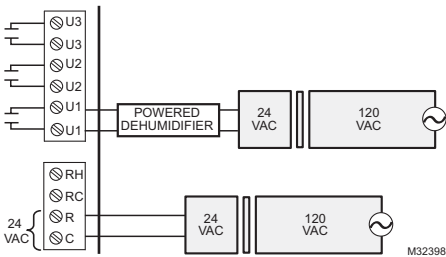 U3
U3
U2
U2
U1
U1
POWERED
DEHUMIDIFIER
24
VAC
120
VAC
RH
RC
R
C
24
VAC
24
VAC
120
VAC
M32398